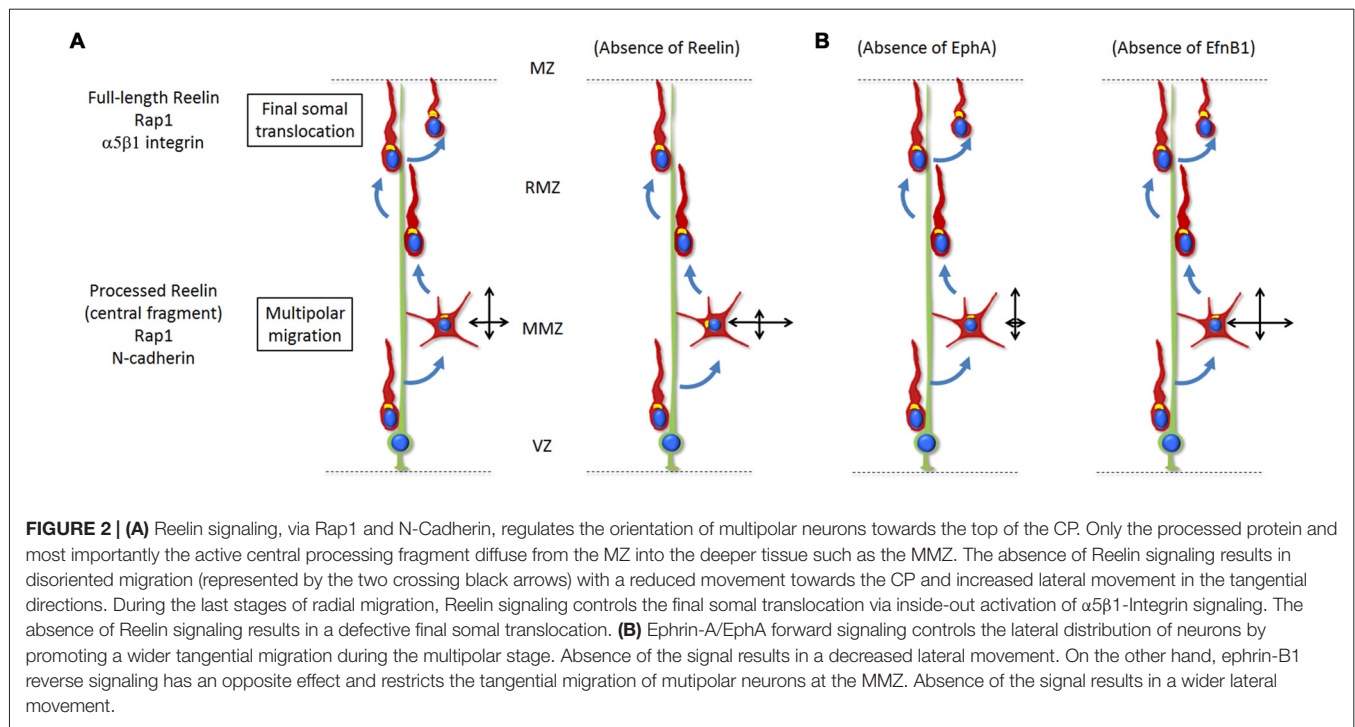 A
B
(Absence of Reelin)
(Absence of EphA)
(Absence of EfnB1)
MZ
Full-length Reelin
Rap1
α5β1 integrin
Final somal
translocation
RMZ
Processed Reelin
(central fragment)
Rap1
N-cadherin
Multipolar
migration
MMZ
VZ
FIGURE 2 | (A) Reelin signaling, via Rap1 and N-Cadherin, regulates the orientation of multipolar neurons towards the top of the CP. Only the processed protein and
most importantly the active central processing fragment diffuse from the MZ into the deeper tissue such as the MMZ. The absence of Reelin signaling results in
disoriented migration (represented by the two crossing black arrows) with a reduced movement towards the CP and increased lateral movement in the tangential
directions. During the last stages of radial migration, Reelin signaling controls the final somal translocation via inside-out activation of α5β1-Integrin signaling. The
absence of Reelin signaling results in a defective final somal translocation. (B) Ephrin-A/EphA forward signaling controls the lateral distribution of neurons by
promoting a wider tangential migration during the multipolar stage. Absence of the signal results in a decreased lateral movement. On the other hand, ephrin-B1
reverse signaling has an opposite effect and restricts the tangential migration of mutipolar neurons at the MMZ. Absence of the signal results in a wider lateral
movement.